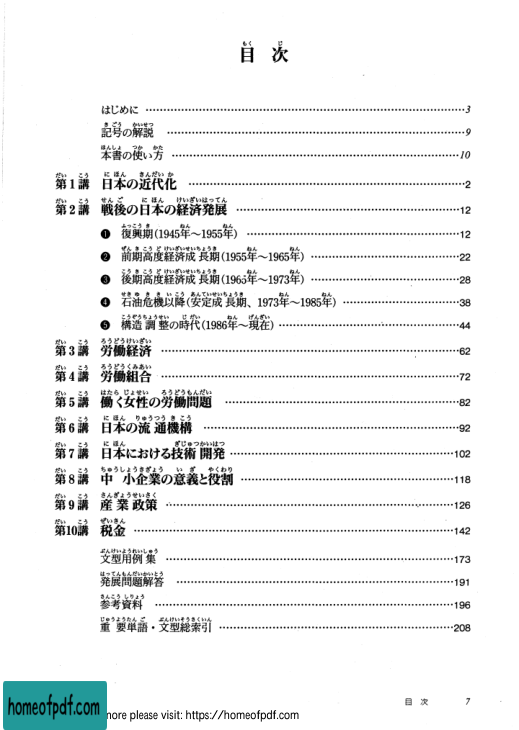 目次
はじめに 3
記号の解説 9
本書の使い方 10
第1講 日本の近代化 2
第2講 戦後の日本の経済発展 12
❶ 復興期(1945年～1955年) 12
❷ 前期高度経済成長期(1955年～1965年) 22
❸ 後期高度経済成長期(1965年～1973年) 28
❹ 石油危機以降(安定成長期、1973年～1985年) 38
❺ 構造調整の時代(1986年～現在) 44
第3講 労働経済 62
第4講 労働組合 72
第5講 働く女性の労働問題 82
第6講 日本の流通機構 92
第7講 日本における技術開発 102
第8講 中小企業の意義と役割 118
第9講 産業政策 126
第10講 税金 142
文型用例集 173
発展問題解答 191
参考資料 196
重要単語・文型総索引 208
目次 7
homeofpdf.com
more please visit: https://homeofpdf.com